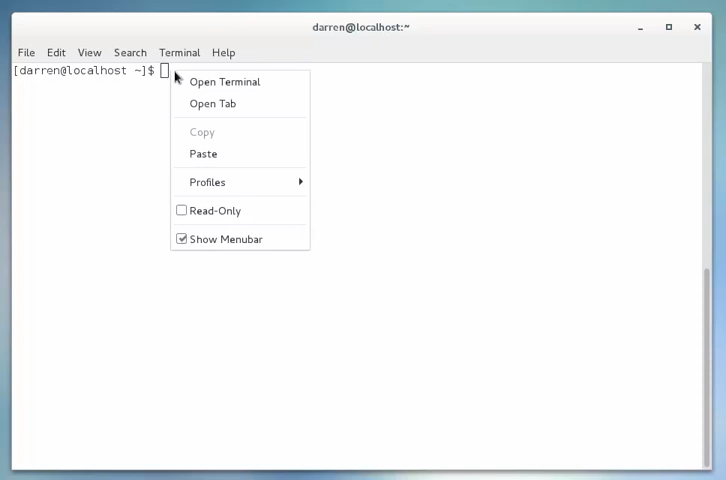 darren@localhost:~
File Edit View Search Terminal Help
[darren@localhost ~]$
Open Terminal
Open Tab
Copy
Paste
Profiles
Read-Only
Show Menubar